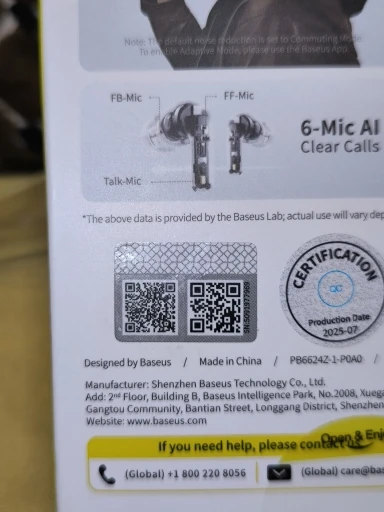 Note: The default noise reduction is set to Commuting Mode.
To enable Adaptive Mode, please use the Baseus App.
FB-Mic
FF-Mic
Talk-Mic
6-Mic AI
Clear Calls
*The above data is provided by the Baseus Lab; actual use will vary dep
CERTIFICATION
Production Date
2025-07
Designed by Baseus / Made in China / PB6624Z-1-P0A0 /
Manufacturer: Shenzhen Baseus Technology Co., Ltd.
Add: 2nd Floor, Building B, Baseus Intelligence Park, No.2008, Xuega
Gangtou Community, Bantian Street, Longgang District, Shenzhen
Website: www.baseus.com
If you need help, please contact us
Open & Enj
(Global) +1 800 220 8056
(Global) care@ba